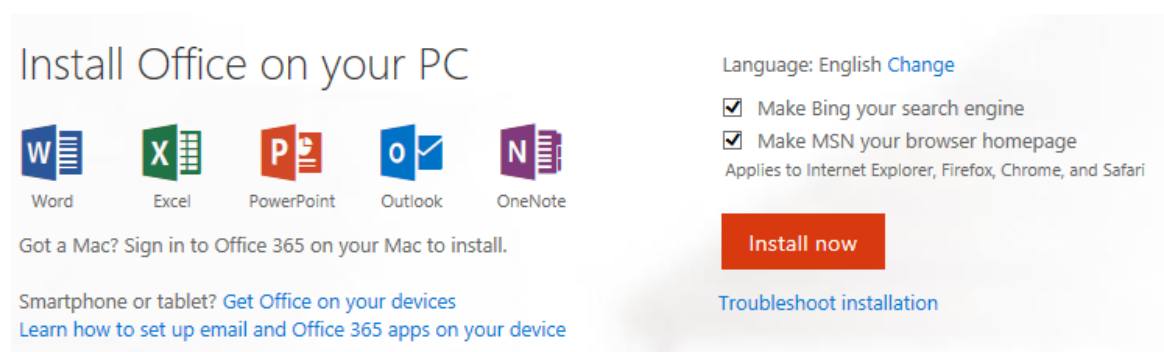 Install Office on your PC
W
X
P
O
N
Word
Excel
PowerPoint
Outlook
OneNote
Got a Mac? Sign in to Office 365 on your Mac to install.
Smartphone or tablet? Get Office on your devices
Learn how to set up email and Office 365 apps on your device
Language: English Change
Make Bing your search engine
Make MSN your browser homepage
Applies to Internet Explorer, Firefox, Chrome, and Safari
Install now
Troubleshoot installation